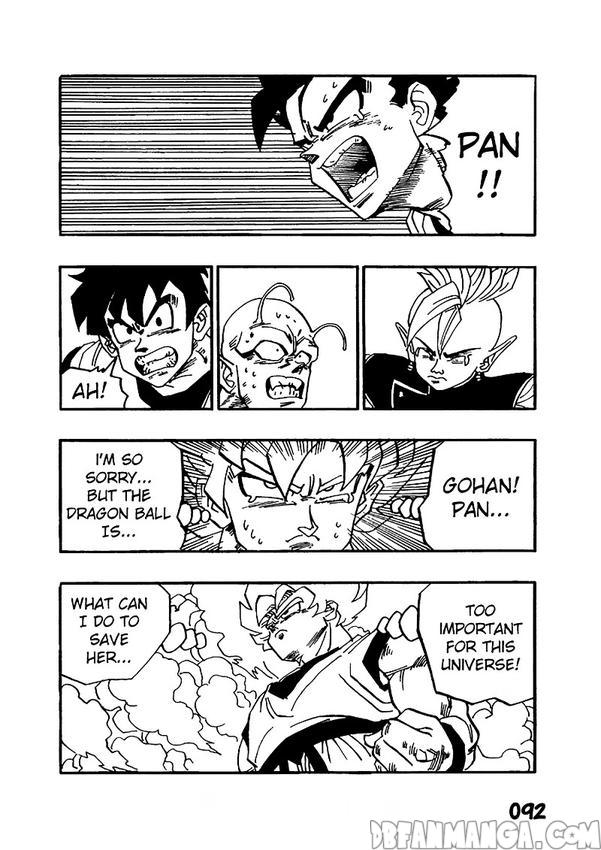 PAN
!!
AH!
GOHAN!
PAN...
I'M SO
SORRY...
BUT THE
DRAGON BALL
IS...
TOO
IMPORTANT
FOR THIS
UNIVERSE!
WHAT CAN
I DO TO
SAVE
HER...
092
DBFANMANGA.COM